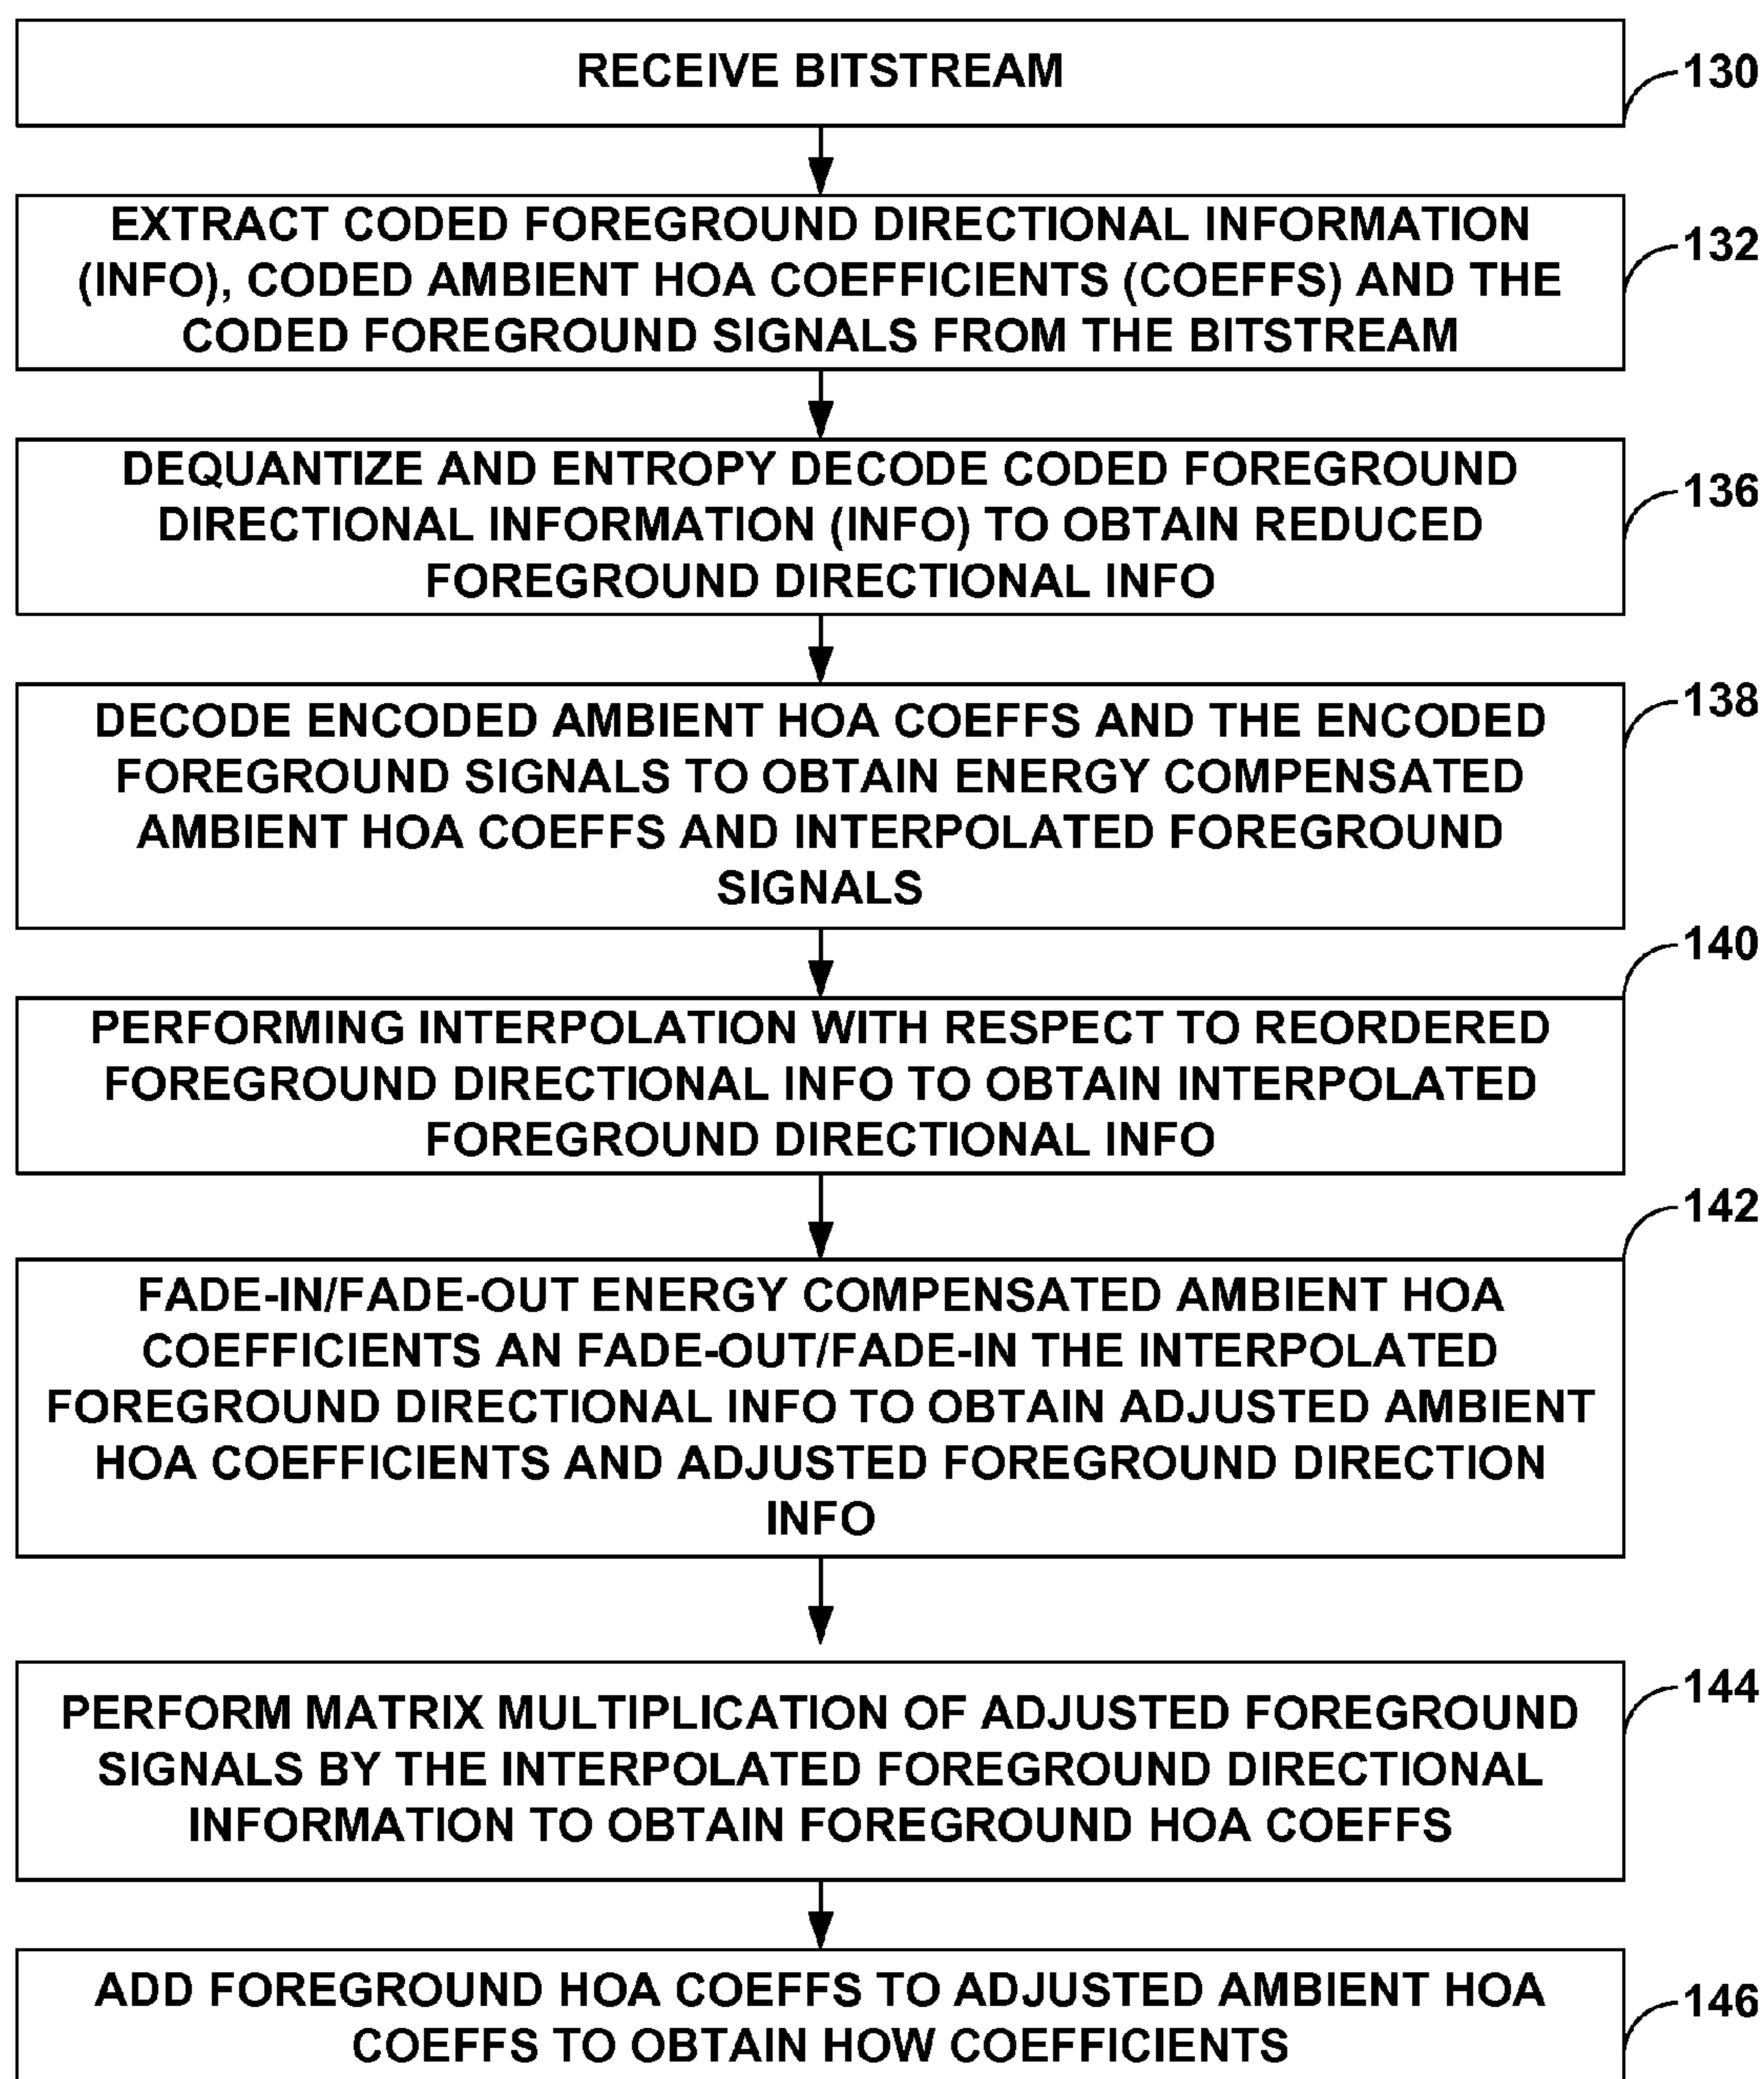 RECEIVE BITSTREAM
130
EXTRACT CODED FOREGROUND DIRECTIONAL INFORMATION
(INFO), CODED AMBIENT HOA COEFFICIENTS (COEFFS) AND THE
CODED FOREGROUND SIGNALS FROM THE BITSTREAM
132
DEQUANTIZE AND ENTROPY DECODE CODED FOREGROUND
DIRECTIONAL INFORMATION (INFO) TO OBTAIN REDUCED
FOREGROUND DIRECTIONAL INFO
136
DECODE ENCODED AMBIENT HOA COEFFS AND THE ENCODED
FOREGROUND SIGNALS TO OBTAIN ENERGY COMPENSATED
AMBIENT HOA COEFFS AND INTERPOLATED FOREGROUND
SIGNALS
138
PERFORMING INTERPOLATION WITH RESPECT TO REORDERED
FOREGROUND DIRECTIONAL INFO TO OBTAIN INTERPOLATED
FOREGROUND DIRECTIONAL INFO
140
FADE-IN/FADE-OUT ENERGY COMPENSATED AMBIENT HOA
COEFFICIENTS AN FADE-OUT/FADE-IN THE INTERPOLATED
FOREGROUND DIRECTIONAL INFO TO OBTAIN ADJUSTED AMBIENT
HOA COEFFICIENTS AND ADJUSTED FOREGROUND DIRECTION
INFO
142
PERFORM MATRIX MULTIPLICATION OF ADJUSTED FOREGROUND
SIGNALS BY THE INTERPOLATED FOREGROUND DIRECTIONAL
INFORMATION TO OBTAIN FOREGROUND HOA COEFFS
144
ADD FOREGROUND HOA COEFFS TO ADJUSTED AMBIENT HOA
COEFFS TO OBTAIN HOW COEFFICIENTS
146